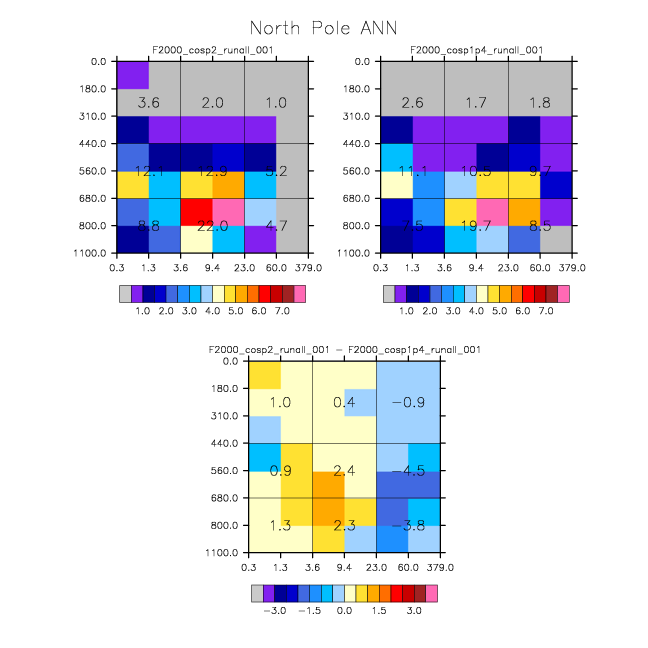 North Pole ANN
F2000_cosp2_runall_001
F2000_cosp1p4_runall_001
0.0
180.0
310.0
440.0
560.0
680.0
800.0
1100.0
3.6 2.0 1.0
12.1 12.9 5.2
8.8 22.0 4.7
0.3 1.3 3.6 9.4 23.0 60.0 379.0
1.0 2.0 3.0 4.0 5.0 6.0 7.0
0.0
180.0
310.0
440.0
560.0
680.0
800.0
1100.0
2.6 1.7 1.8
11.1 10.5 9.7
7.5 19.7 8.5
0.3 1.3 3.6 9.4 23.0 60.0 379.0
1.0 2.0 3.0 4.0 5.0 6.0 7.0
F2000_cosp2_runall_001 − F2000_cosp1p4_runall_001
0.0
180.0
310.0
440.0
560.0
680.0
800.0
1100.0
1.0 0.4 −0.9
0.9 2.4 −4.5
1.3 2.3 −3.8
0.3 1.3 3.6 9.4 23.0 60.0 379.0
−3.0 −1.5 0.0 1.5 3.0